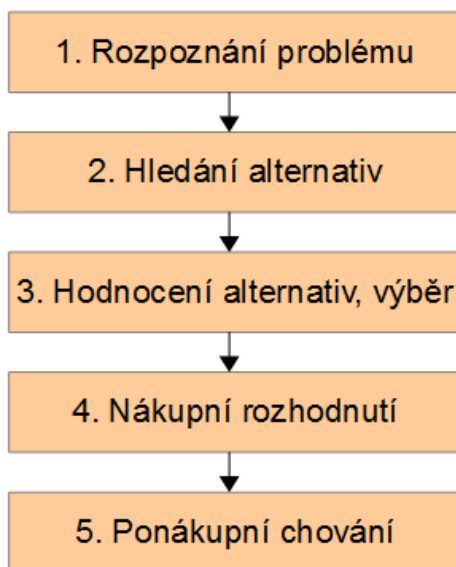 1. Rozpoznání problému
2. Hledání alternativ
3. Hodnocení alternativ, výběr
4. Nákupní rozhodnutí
5. Ponákupní chování